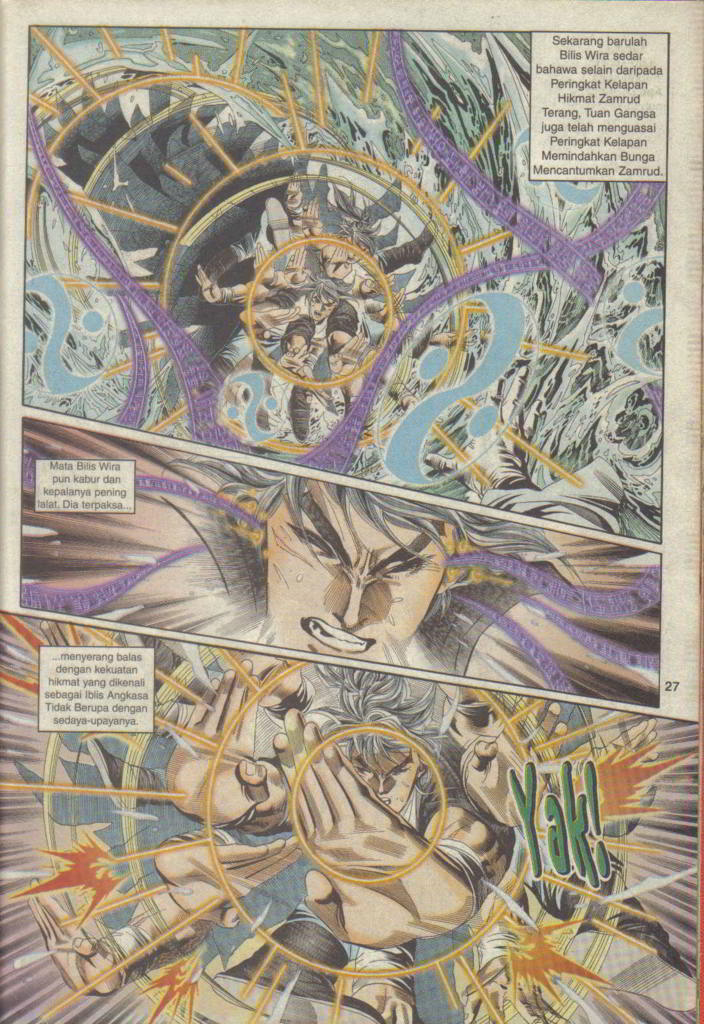 Sekarang barulah
Bilis Wira sedar
bahawa selain daripada
Peringkat Kelapan
Hikmat Zamrud
Terang, Tuan Gangsa
juga telah menguasai
Peringkat Kelapan
Memindahkan Bunga
Mencantumkan Zamrud.
Mata Bilis Wira
pun kabur dan
kepalanya pening
lalat. Dia terpaksa...
27
...menyerang balas
dengan kekuatan
hikmat yang dikenali
sebagai Iblis Angkasa
Tidak Berupa dengan
sedaya-upayanya.
Yak!